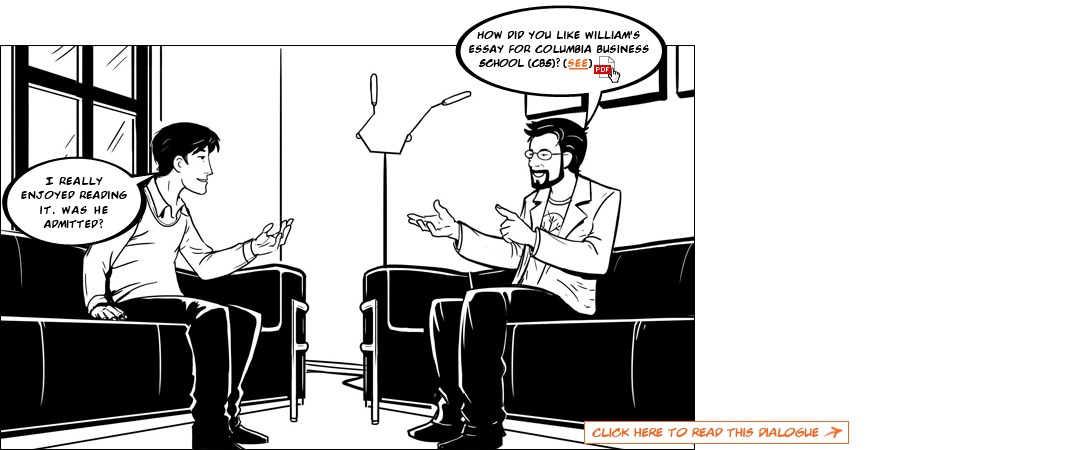 HOW DID YOU LIKE WILLIAM'S
ESSAY FOR COLUMBIA BUSINESS
SCHOOL (CBS)? (SEE)
PDF
I REALLY
ENJOYED READING
IT. WAS HE
ADMITTED?
CLICK HERE TO READ THIS DIALOGUE